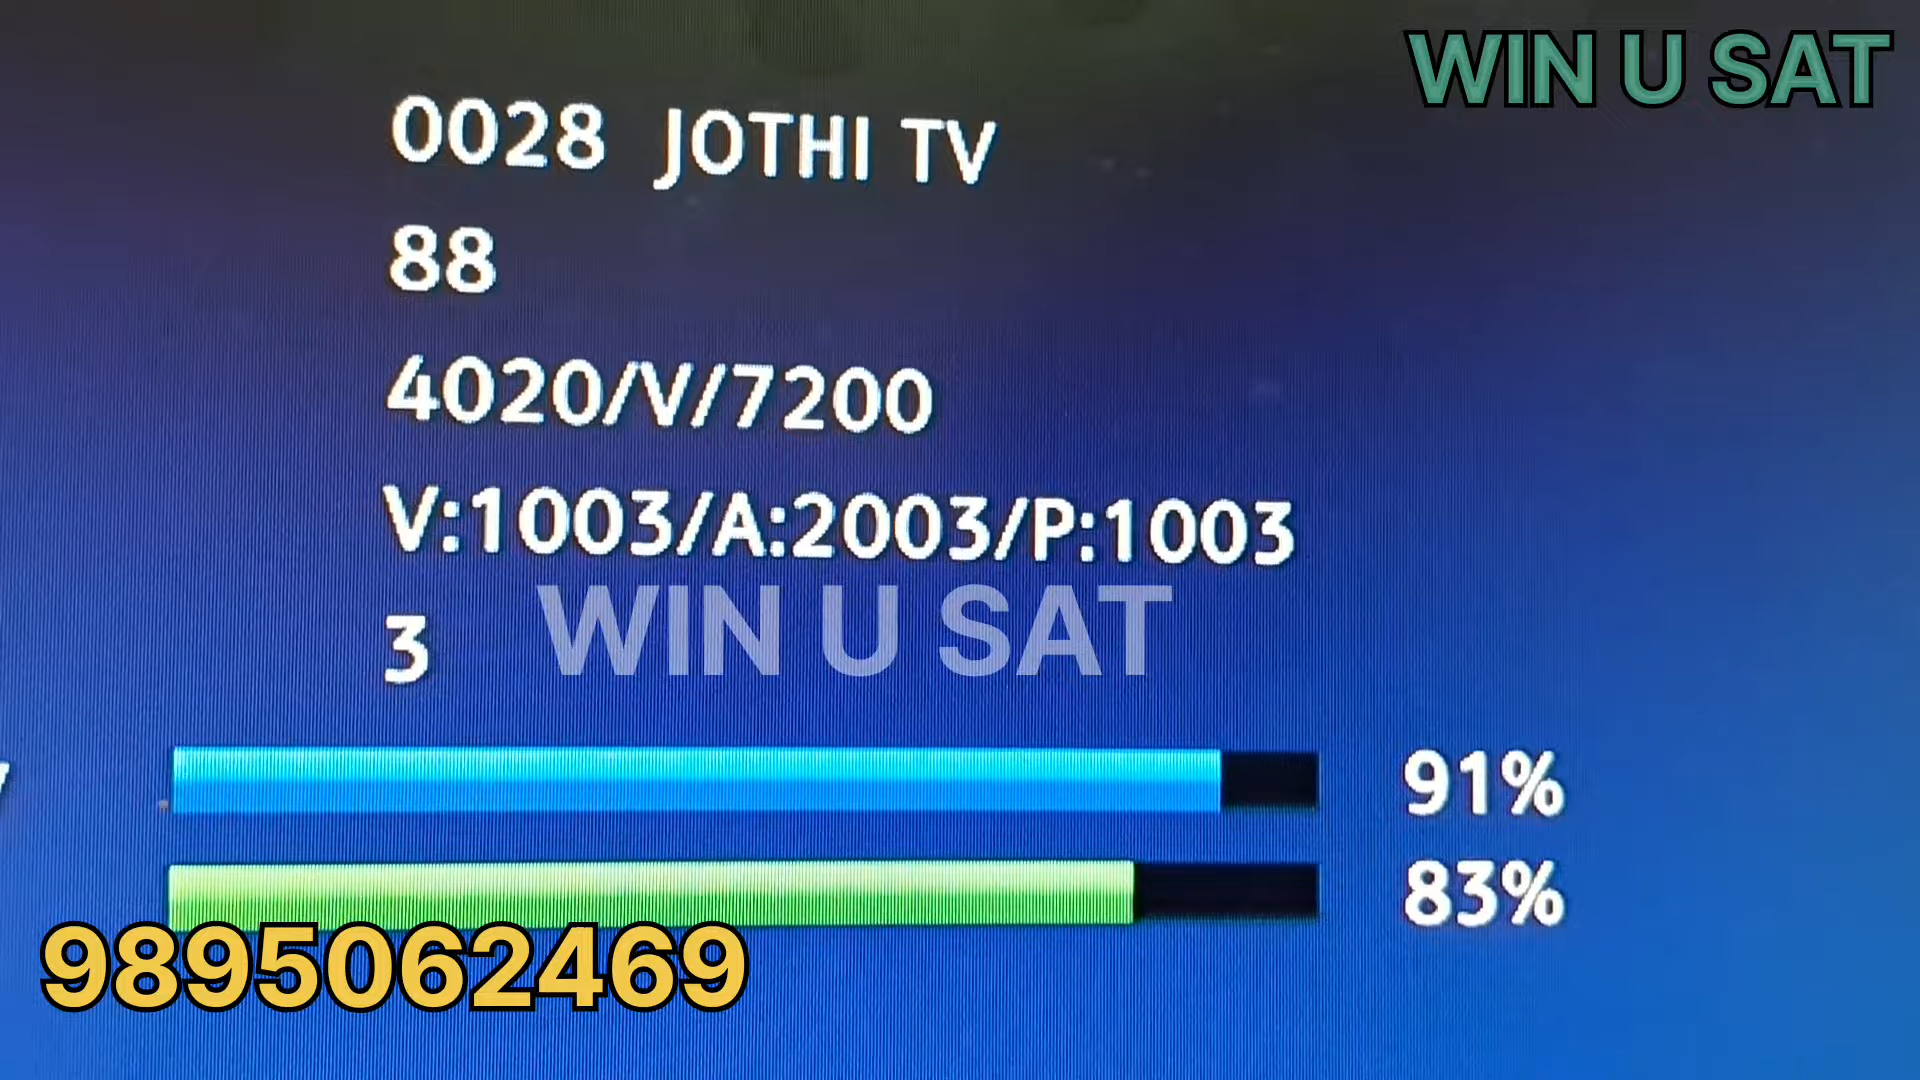 WIN U SAT
0028 JOTHI TV
88
4020/V/7200
V:1003/A:2003/P:1003
3
WIN U SAT
91%
83%
9895062469